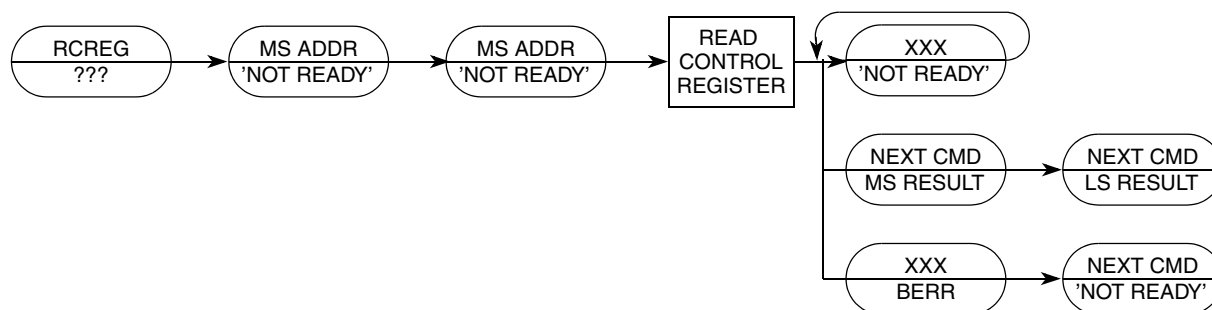 RCREG
???
MS ADDR
'NOT READY'
MS ADDR
'NOT READY'
READ
CONTROL
REGISTER
XXX
'NOT READY'
NEXT CMD
MS RESULT
NEXT CMD
LS RESULT
XXX
BERR
NEXT CMD
'NOT READY'